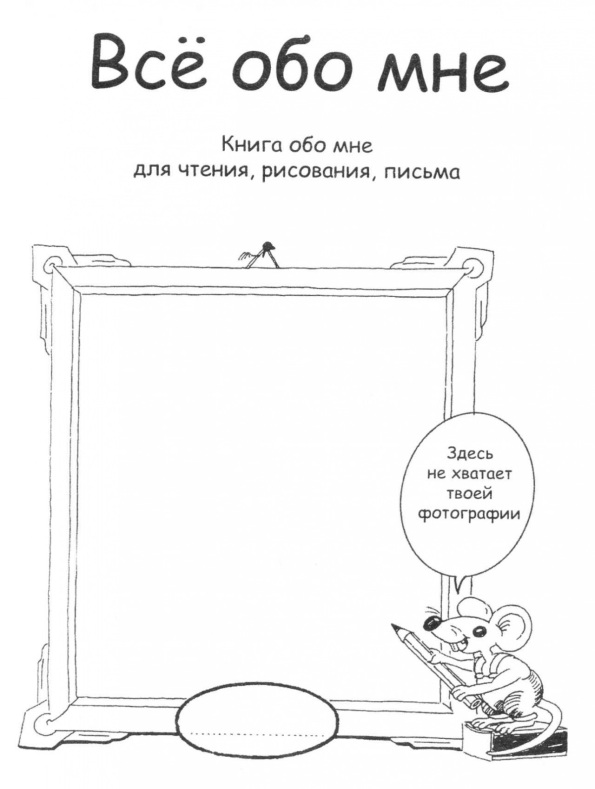 Всё обо мне
Книга обо мне
для чтения, рисования, письма
Здесь
не хватает
твоей
фотографии